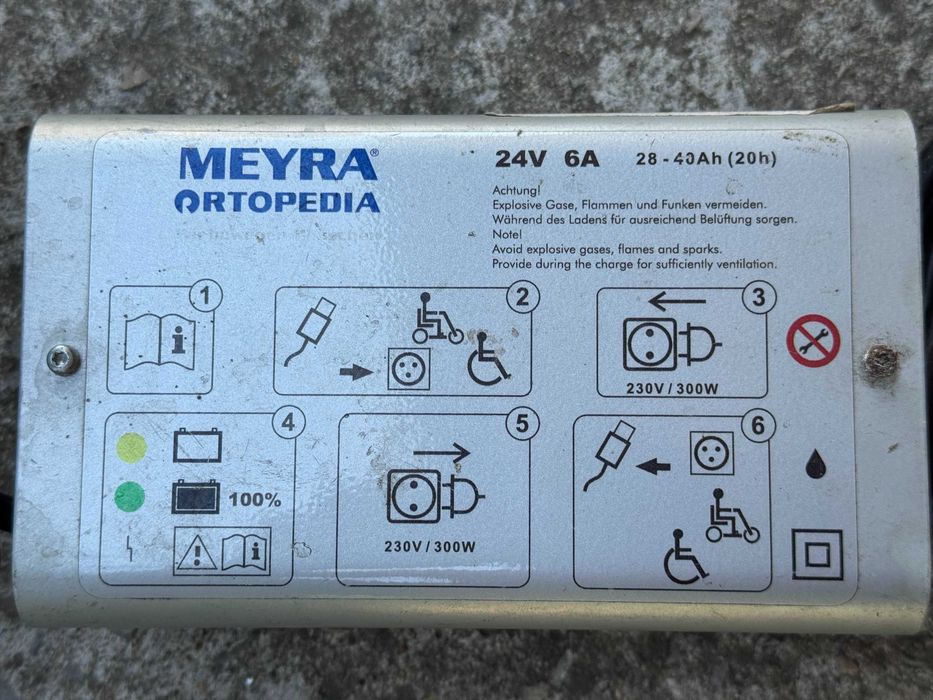 MEYRA®
ORTOPEDIA
24V 6A 28-40Ah (20h)
Achtung!
Explosive Gase, Flammen und Funken vermeiden.
Während des Ladens für ausreichend Belüftung sorgen.
Note!
Avoid explosive gases, flames and sparks.
Provide during the charge for sufficiently ventilation.
1
2
3
i
230V / 300W
4
5
6
100%
i
230V / 300W